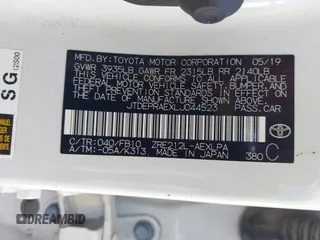 MFD. BY: TOYOTA MOTOR CORPORATION 05/19
GVWR 3935LB GAWR FR 2315LB RR 2140LB
THIS VEHICLE CONFORMS TO ALL APPLICABLE
FEDERAL MOTOR VEHICLE SAFETY, BUMPER,
AND THEFT PREVENTION STANDARDS IN EFFECT
ON THE DATE OF MANUFACTURE SHOWN ABOVE.
JTDEPRAEXLJ044523 PASS.CAR
C/TR: 040/FB10 ZRE212L-AEXLPA
A/TM: -05A/K313 MADE IN JAPAN 380 C
SG
DREAMBID